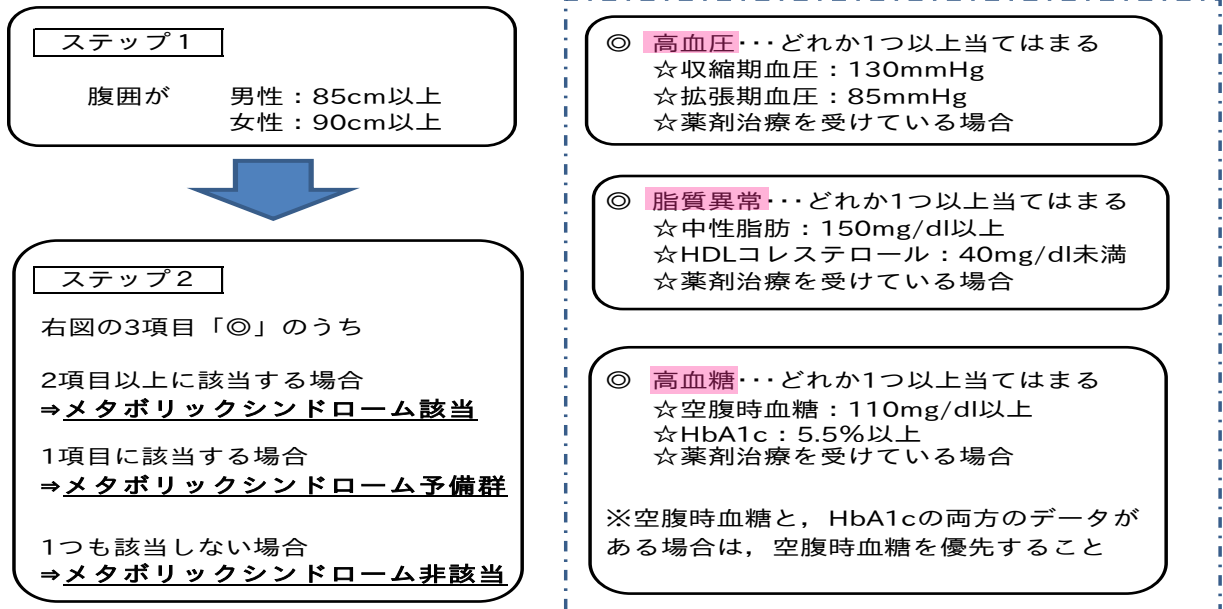 ステップ1
腹囲が 男性：85cm以上
女性：90cm以上
ステップ2
右図の3項目「◎」のうち
2項目以上に該当する場合
⇒メタボリックシンドローム該当
1項目に該当する場合
⇒メタボリックシンドローム予備群
1つも該当しない場合
⇒メタボリックシンドローム非該当
◎ 高血圧･･･どれか1つ以上当てはまる
☆収縮期血圧：130mmHg
☆拡張期血圧：85mmHg
☆薬剤治療を受けている場合
◎ 脂質異常･･･どれか1つ以上当てはまる
☆中性脂肪：150mg/dl以上
☆HDLコレステロール：40mg/dl未満
☆薬剤治療を受けている場合
◎ 高血糖･･･どれか1つ以上当てはまる
☆空腹時血糖：110mg/dl以上
☆HbA1c：5.5%以上
☆薬剤治療を受けている場合
※空腹時血糖と，HbA1cの両方のデータが
ある場合は，空腹時血糖を優先すること